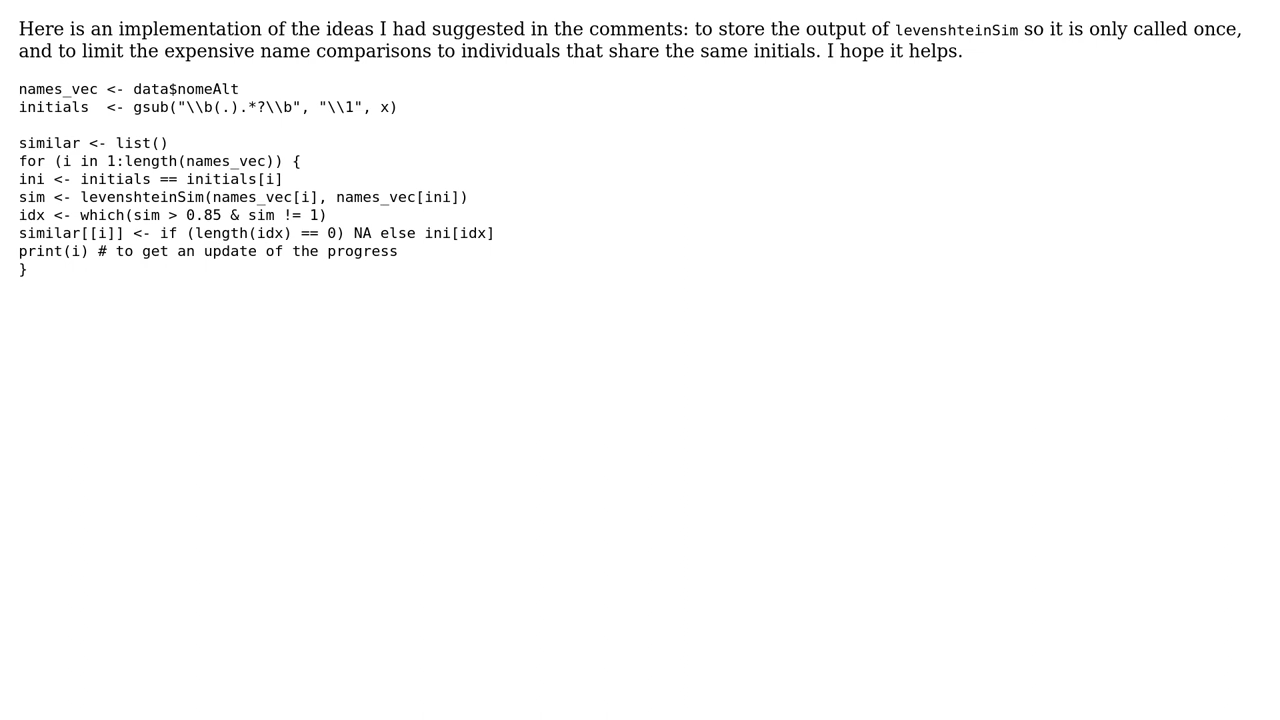 Here is an implementation of the ideas I had suggested in the comments: to store the output of levenshteinSim so it is only called once,
and to limit the expensive name comparisons to individuals that share the same initials. I hope it helps.
names_vec <- data$nomeAlt
initials  <- gsub("\\b(.).*?\\b", "\\1", x)
similar <- list()
for (i in 1:length(names_vec)) {
ini <- initials == initials[i]
sim <- levenshteinSim(names_vec[i], names_vec[ini])
idx <- which(sim > 0.85 & sim != 1)
similar[[i]] <- if (length(idx) == 0) NA else ini[idx]
print(i) # to get an update of the progress
}